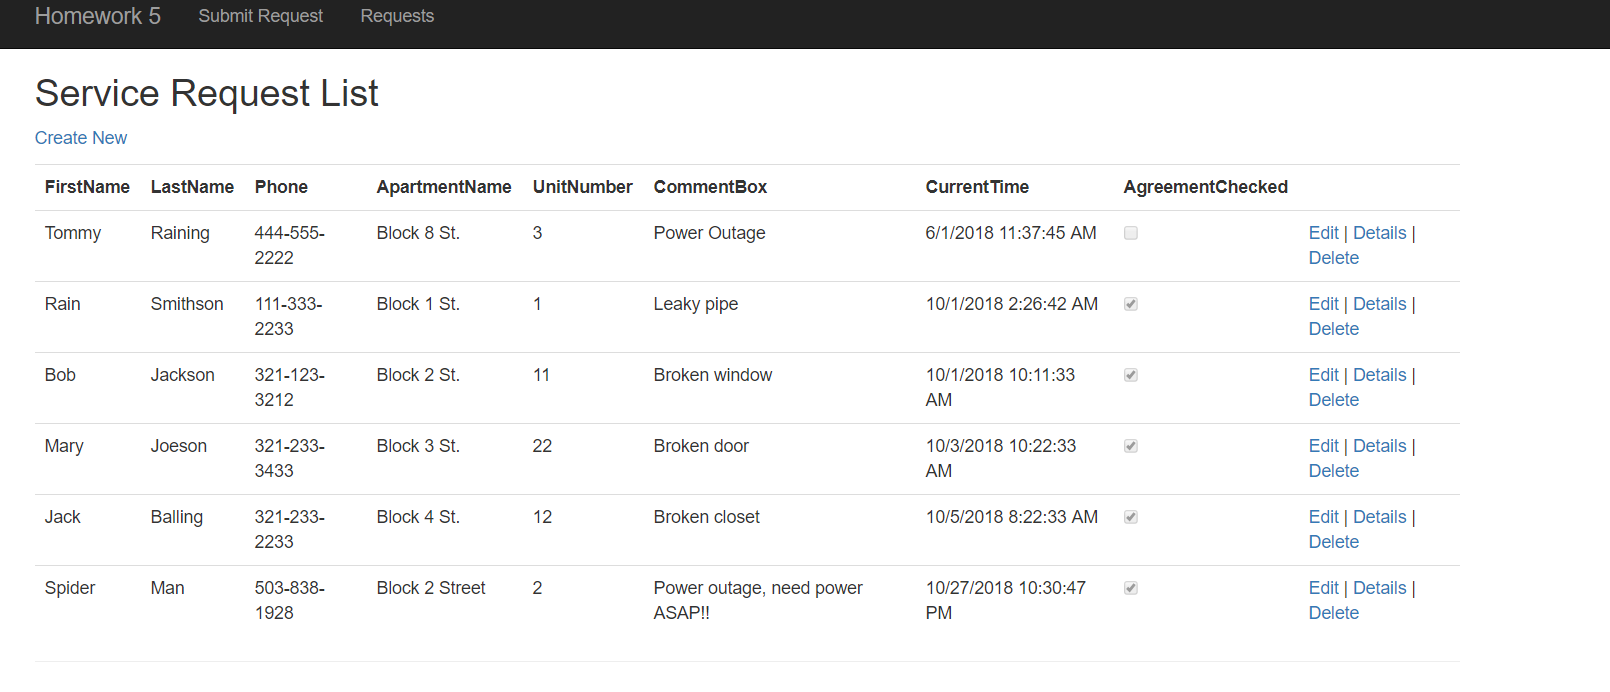 Homework 5 Submit Request Requests
Service Request List
Create New
FirstName LastName Phone ApartmentName UnitNumber CommentBox CurrentTime AgreementChecked
Tommy Raining 444-555- Block 8 St. 3 Power Outage 6/1/2018 11:37:45 AM Edit | Details |
2222 Delete
Rain Smithson 111-333- Block 1 St. 1 Leaky pipe 10/1/2018 2:26:42 AM Edit | Details |
2233 Delete
Bob Jackson 321-123- Block 2 St. 11 Broken window 10/1/2018 10:11:33 Edit | Details |
3212 AM Delete
Mary Joeson 321-233- Block 3 St. 22 Broken door 10/3/2018 10:22:33 Edit | Details |
3433 AM Delete
Jack Balling 321-233- Block 4 St. 12 Broken closet 10/5/2018 8:22:33 AM Edit | Details |
2233 Delete
Spider Man 503-838- Block 2 Street 2 Power outage, need power 10/27/2018 10:30:47 Edit | Details |
1928 ASAP!! PM Delete